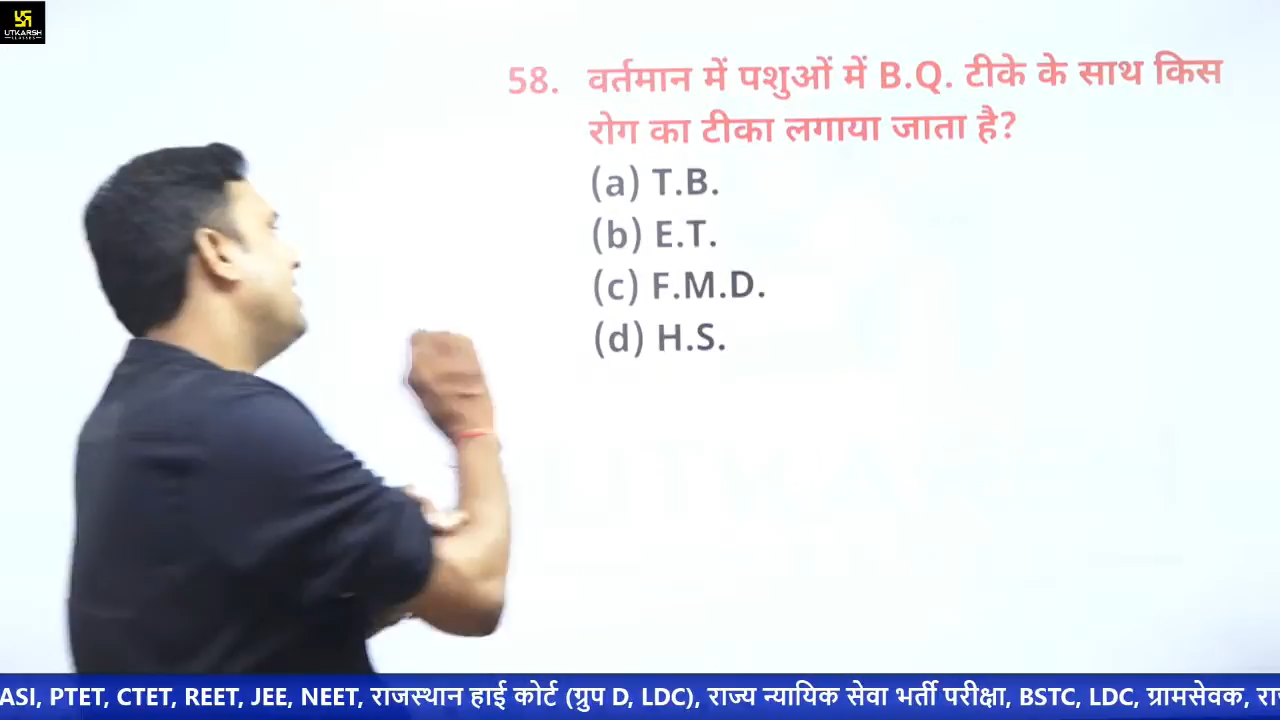 UTKARSH
CLASSES
58. वर्तमान में पशुओं में B.Q. टीके के साथ किस
रोग का टीका लगाया जाता है?
(a) T.B.
(b) E.T.
(c) F.M.D.
(d) H.S.
ASI, PTET, CTET, REET, JEE, NEET, राजस्थान हाई कोर्ट (ग्रुप D, LDC), राज्य न्यायिक सेवा भर्ती परीक्षा, BSTC, LDC, ग्रामसेवक, रा